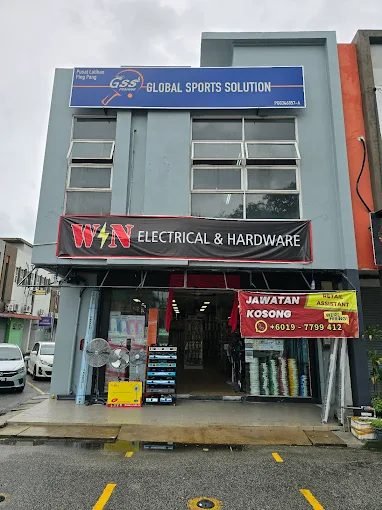 Pusat Latihan
Ping Pong
GSS
GLOBAL SPORTS SOLUTION
WIN ELECTRICAL & HARDWARE
JAWATAN
KOSONG
RETAIL
ASSISTANT
+6019 - 7799 412